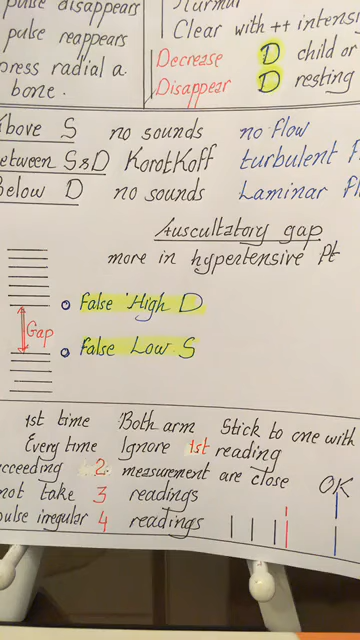 pulse disappears
pulse reappears
press radial a.
bone.
Murmur
Clear with ++ intensi
Decrease D child or
Disappear D resting
Above S no sounds no flow
between S&D Korotkoff turbulent F
Below D no sounds Laminar Fl
Auscultatory gap
more in hypertensive Pt
Gap
False High D
False Low S
1st time Both arm Stick to one with
Every time Ignore 1st reading
cceeding 2 measurement are close
not take 3 readings OK
pulse irregular 4 readings